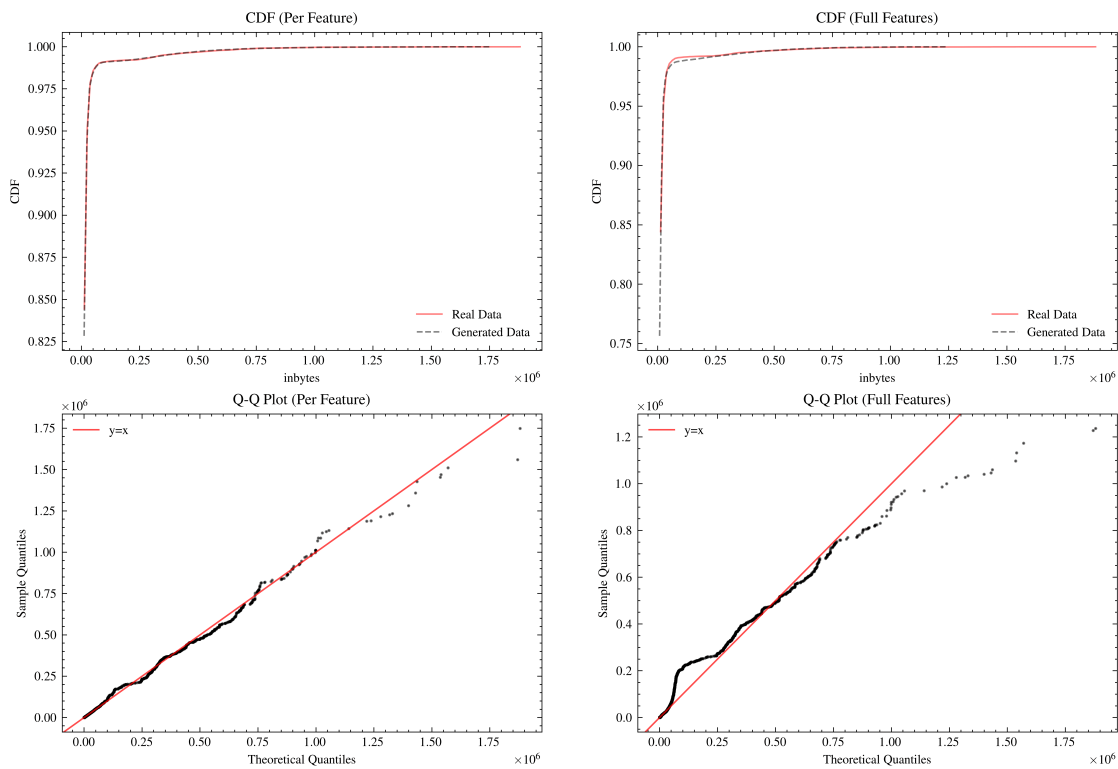 CDF (Per Feature)
1.000
0.975
0.950
0.925
0.900
0.875
0.850
0.825
CDF
Real Data
Generated Data
0.00 0.25 0.50 0.75 1.00 1.25 1.50 1.75
inbytes
×10⁶
CDF (Full Features)
1.00
0.95
0.90
0.85
0.80
0.75
CDF
Real Data
Generated Data
0.00 0.25 0.50 0.75 1.00 1.25 1.50 1.75
inbytes
×10⁶
Q-Q Plot (Per Feature)
×10⁶
y=x
1.75
1.50
1.25
1.00
0.75
0.50
0.25
0.00
Sample Quantiles
0.00 0.25 0.50 0.75 1.00 1.25 1.50 1.75
Theoretical Quantiles
×10⁶
Q-Q Plot (Full Features)
×10⁶
y=x
1.2
1.0
0.8
0.6
0.4
0.2
0.0
Sample Quantiles
0.00 0.25 0.50 0.75 1.00 1.25 1.50 1.75
Theoretical Quantiles
×10⁶